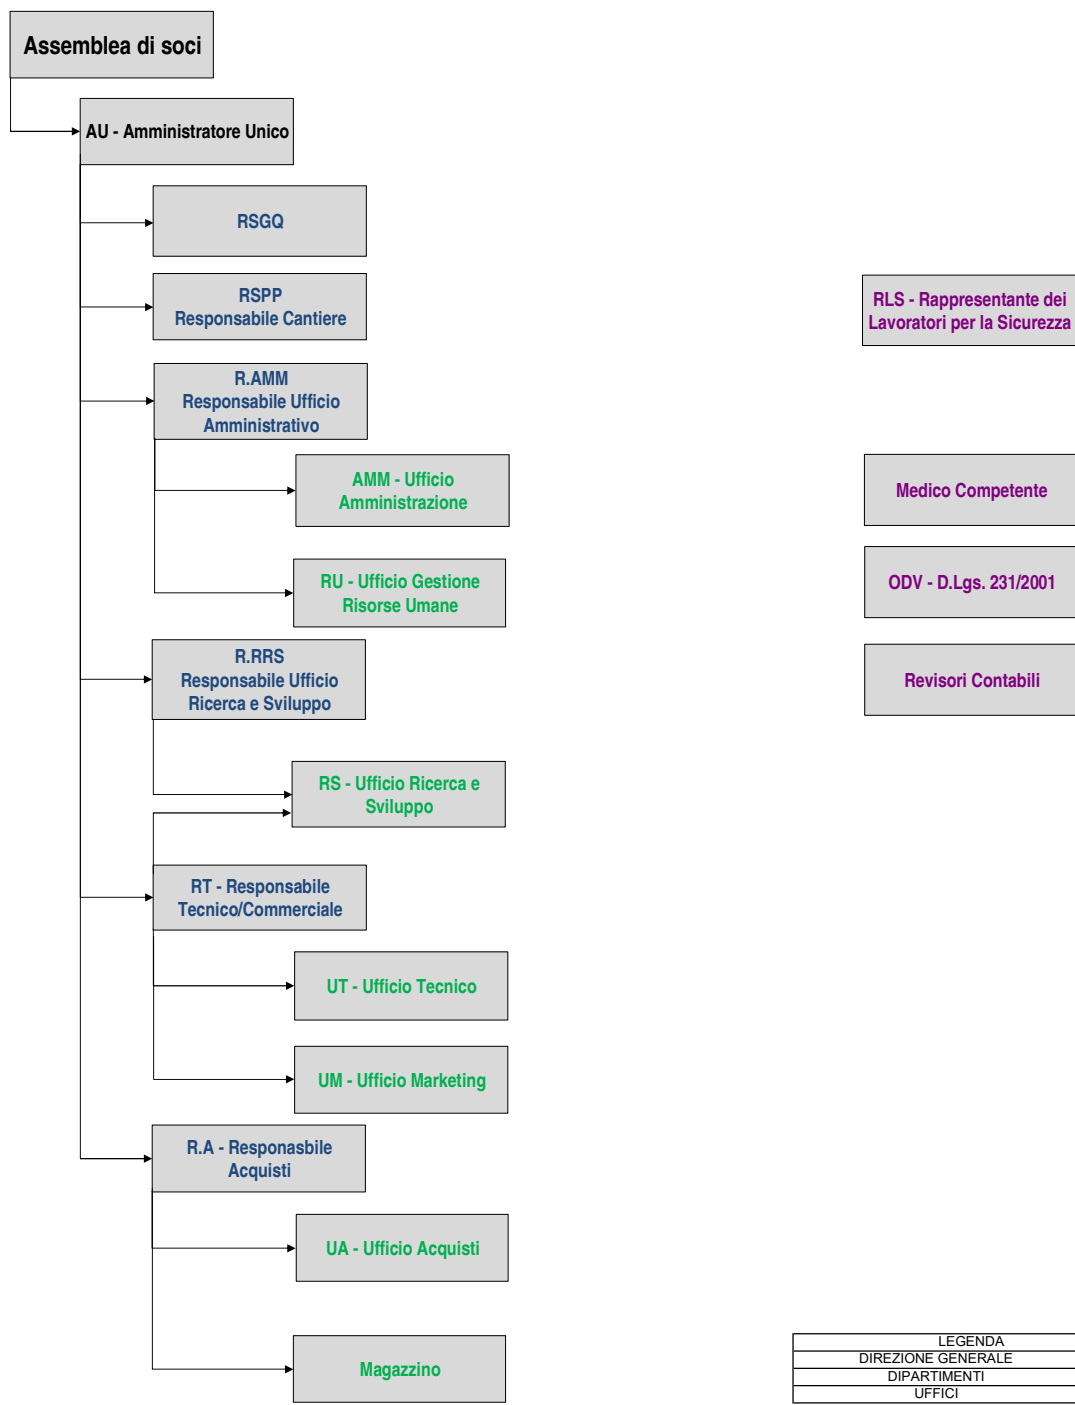 Assemblea di soci
AU - Amministratore Unico
RSGQ
RSPP
Responsabile Cantiere
RLS - Rappresentante dei
Lavoratori per la Sicurezza
R.AMM
Responsabile Ufficio
Amministrativo
AMM - Ufficio
Amministrazione
Medico Competente
RU - Ufficio Gestione
Risorse Umane
ODV - D.Lgs. 231/2001
R.RRS
Responsabile Ufficio
Ricerca e Sviluppo
Revisori Contabili
RS - Ufficio Ricerca e
Sviluppo
RT - Responsabile
Tecnico/Commerciale
UT - Ufficio Tecnico
UM - Ufficio Marketing
R.A - Responasbile
Acquisti
UA - Ufficio Acquisti
Magazzino
LEGENDA
DIREZIONE GENERALE
DIPARTIMENTI
UFFICI